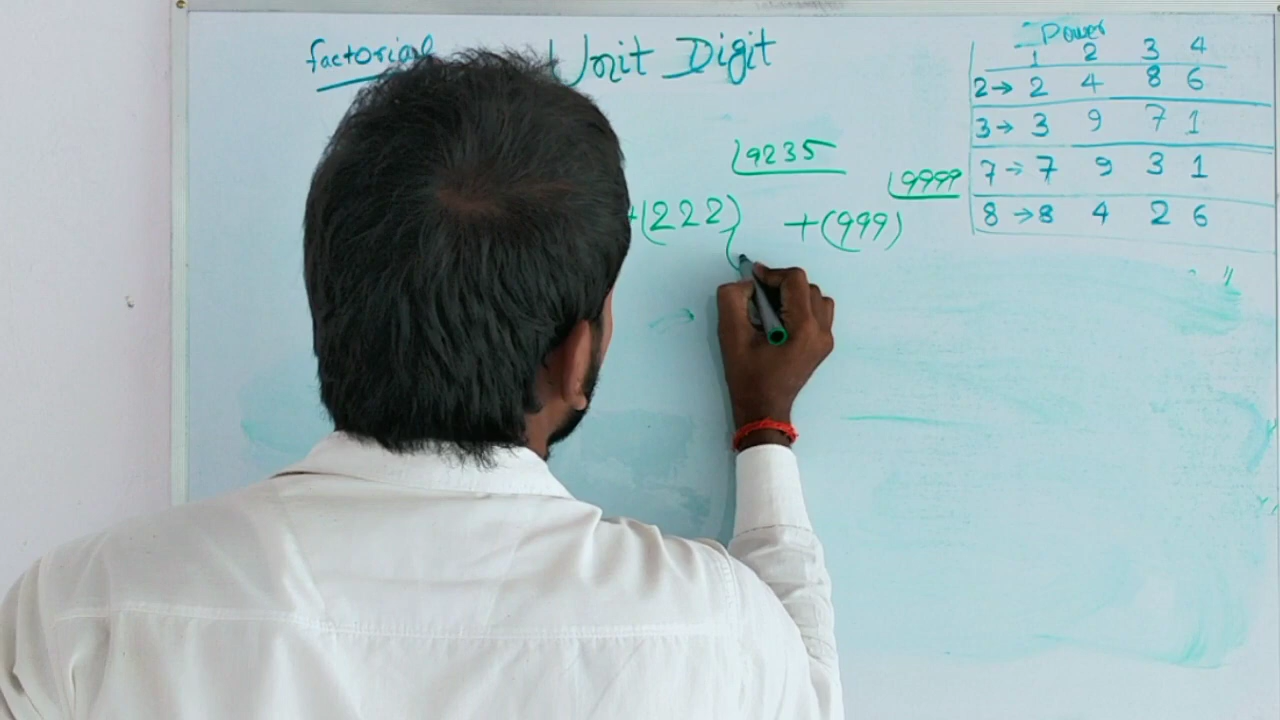 factorial Unit Digit
Power
1 2 3 4
2→ 2 4 8 6
3→ 3 9 7 1
7→ 7 9 3 1
8→8 4 2 6
9235 9999
+(222) +(999)